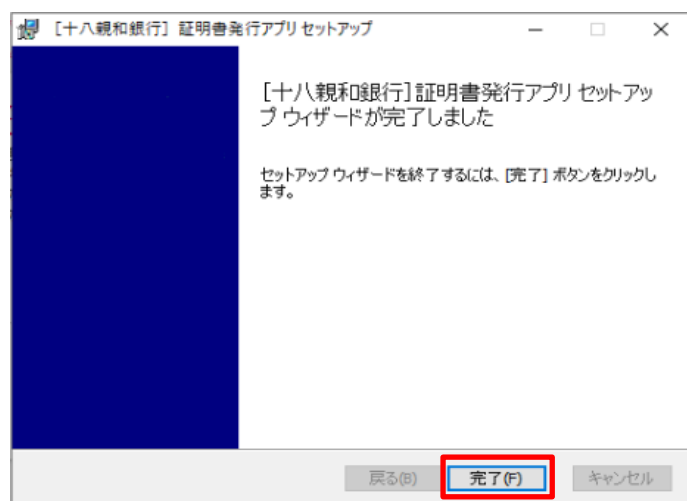 [十八親和銀行] 証明書発行アプリ セットアップ
[十八親和銀行]証明書発行アプリ セットアッ
プ ウィザードが完了しました
セットアップ ウィザードを終了するには、[完了] ボタンをクリックし
ます。
戻る(B) 完了(F) キャンセル